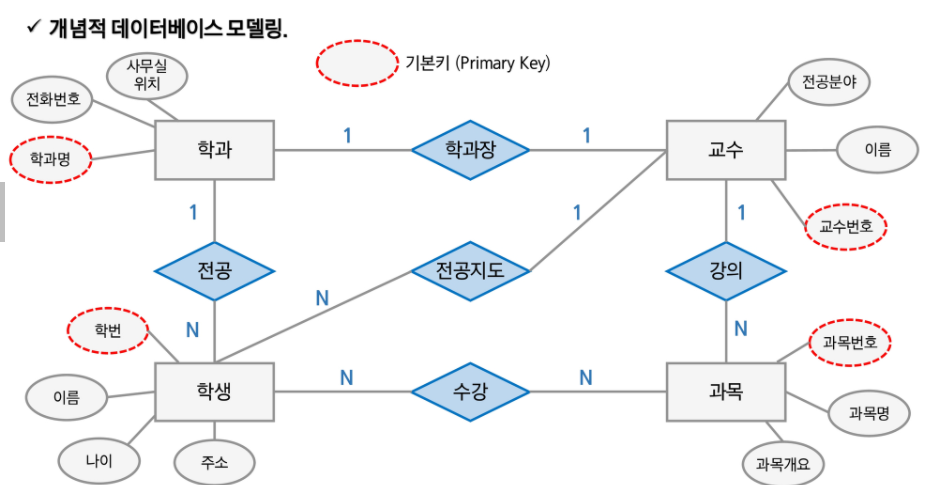 ✓ 개념적 데이터베이스 모델링.
기본키 (Primary Key)
사무실
위치
전화번호
학과명
학과
1
학과장
1
교수
전공분야
이름
교수번호
1
1
1
전공
전공지도
강의
N
N
N
학번
이름
나이
주소
학생
N
수강
N
과목
과목번호
과목명
과목개요